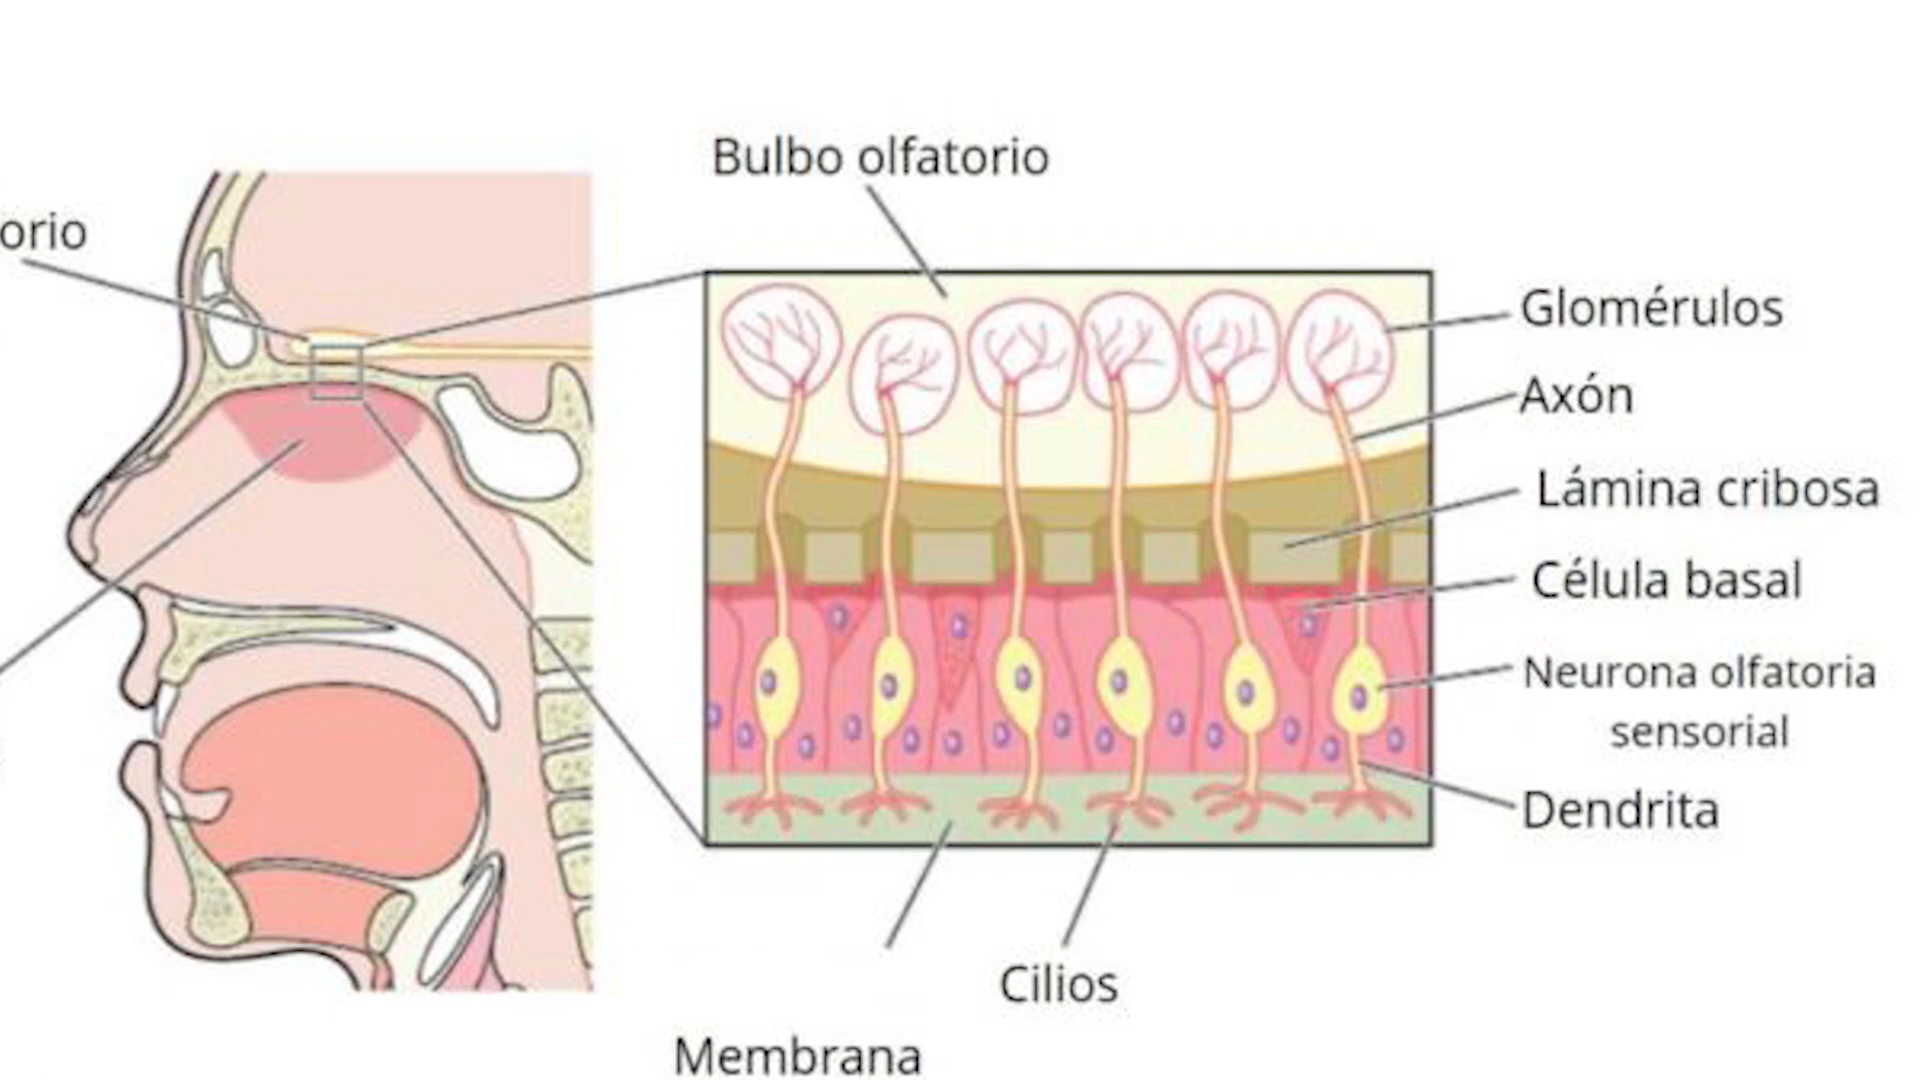 Bulbo olfatorio
orio
Glomérulos
Axón
Lámina cribosa
Célula basal
Neurona olfatoria
sensorial
Dendrita
Cilios
Membrana